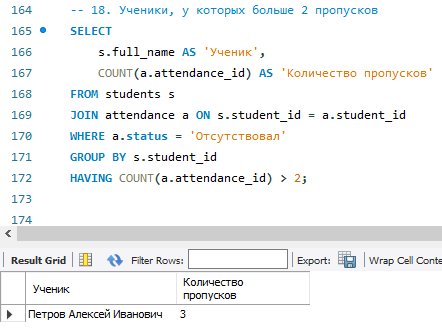 164 -- 18. Ученики, у которых больше 2 пропусков
165 SELECT
166 s.full_name AS 'Ученик',
167 COUNT(a.attendance_id) AS 'Количество пропусков'
168 FROM students s
169 JOIN attendance a ON s.student_id = a.student_id
170 WHERE a.status = 'Отсутствовал'
171 GROUP BY s.student_id
172 HAVING COUNT(a.attendance_id) > 2;
173
174
Result Grid Filter Rows: Export: Wrap Cell Conte
Ученик Количество
пропусков
Петров Алексей Иванович 3